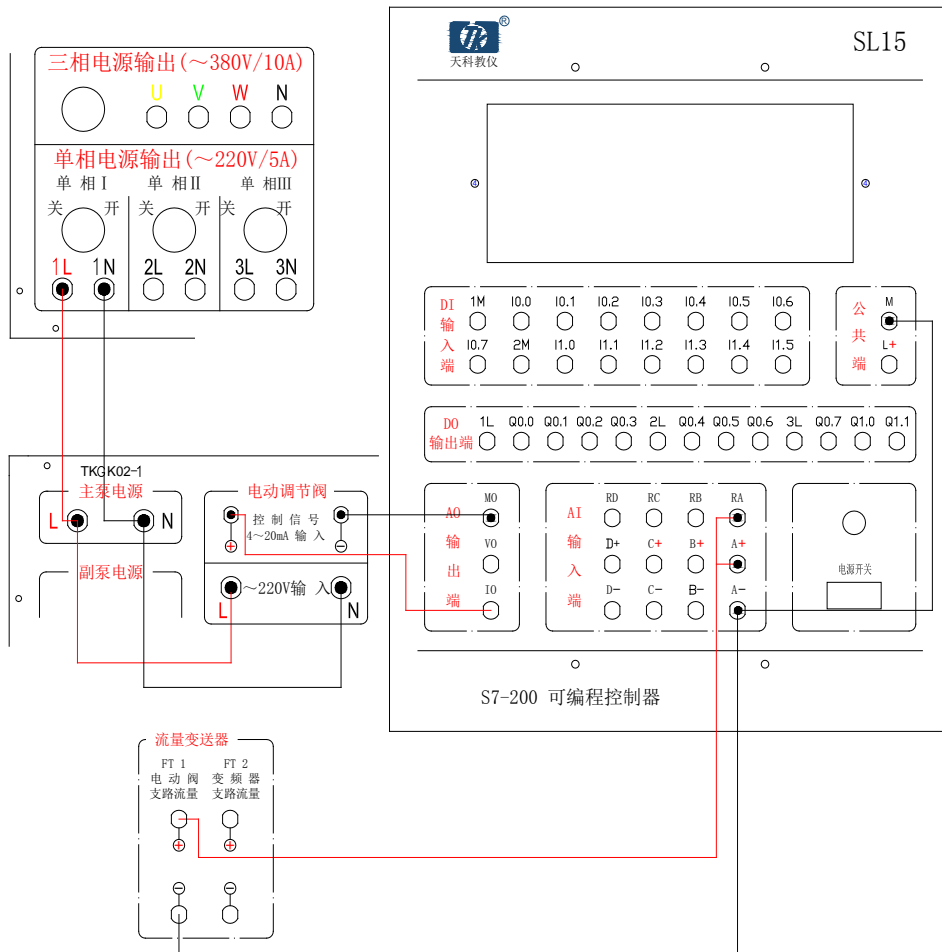 三相电源输出(～380V/10A)
U V W N
单相电源输出(～220V/5A)
单 相 I 单 相 II 单 相III
关 开 关 开 关 开
1L 1N 2L 2N 3L 3N
TKGK02-1
主泵电源
L N
副泵电源
电动调节阀
控 制 信 号
4～20mA 输 入
+ −
～220V输 入
L N
TK®
天科教仪
SL15
4 4
DI
输
入
端
1M I0.0 I0.1 I0.2 I0.3 I0.4 I0.5 I0.6
I0.7 2M I1.0 I1.1 I1.2 I1.3 I1.4 I1.5
公
共
端
M
L+
DO
输出端
1L Q0.0 Q0.1 Q0.2 Q0.3 2L Q0.4 Q0.5 Q0.6 3L Q0.7 Q1.0 Q1.1
AO
输
出
端
MO
VO
IO
AI
输
入
端
RD RC RB RA
D+ C+ B+ A+
D− C− B− A−
电源开关
S7-200 可编程控制器
流量变送器
FT 1 FT 2
电 动 阀 变 频 器
支路流量 支路流量
+ +
− −